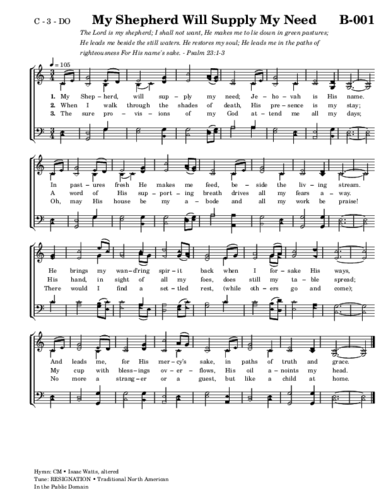 C - 3 - DO My Shepherd Will Supply My Need B-001
The Lord is my shepherd; I shall not want, He makes me to lie down in green pastures;
He leads me beside the still waters. He restores my soul; He leads me in the paths of
righteousness For His name's sake. - Psalm 23:1-3
♩ = 105
1. My Shep-herd, will sup-ply my need; Je-ho-vah is His name.
2. When I walk through the shades of death, His pre-sence is my stay;
3. The sure pro-vis-ions of my God at-tend me all my days;
In past-ures fresh He makes me feed, be-side the liv-ing stream.
A word of His sup-port-ing breath drives all my fears a-way.
Oh, may His house be my a-bode and all my work be praise!
He brings my wan-d'ring spir-it back when I for-sake His ways,
His hand, in sight of all my foes, does still my ta-ble spread;
There would I find a set-tled rest, (while oth-ers go and come);
And leads me, for His mer-cy's sake, in paths of truth and grace.
My cup with bless-ings o-ver-flows, His oil a-noints my head.
No more a strang-er or a guest, but like a child at home.
Hymn: CM • Isaac Watts, altered
Tune: RESIGNATION • Traditional North American
In the Public Domain